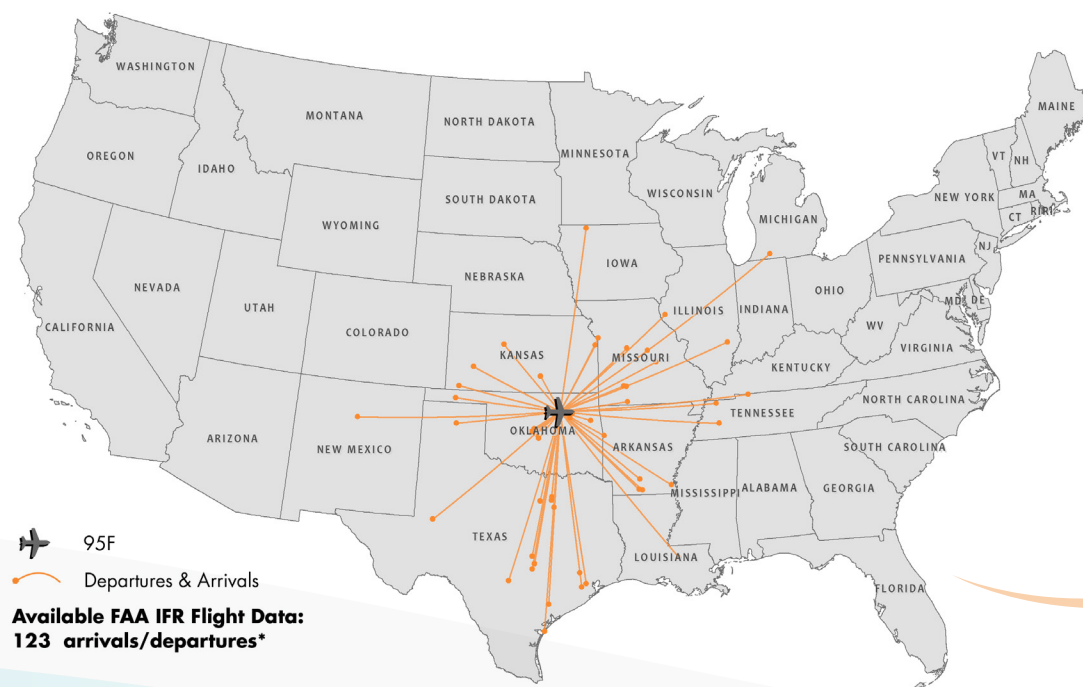 WASHINGTON
MONTANA
NORTH DAKOTA
MINNESOTA
MAINE
OREGON
IDAHO
VT
NH
WISCONSIN
SOUTH DAKOTA
MICHIGAN
NEW YORK
MA
WYOMING
CT
RIRI
NEBRASKA
IOWA
PENNSYLVANIA
NJ
NEVADA
UTAH
ILLINOIS
INDIANA
OHIO
MD
DE
CALIFORNIA
COLORADO
KANSAS
MISSOURI
WV
VIRGINIA
KENTUCKY
NORTH CAROLINA
ARIZONA
NEW MEXICO
OKLAHOMA
ARKANSAS
TENNESSEE
SOUTH CAROLINA
MISSISSIPPI
ALABAMA
GEORGIA
TEXAS
LOUISIANA
FLORIDA
95F
Departures & Arrivals
Available FAA IFR Flight Data:
123 arrivals/departures*